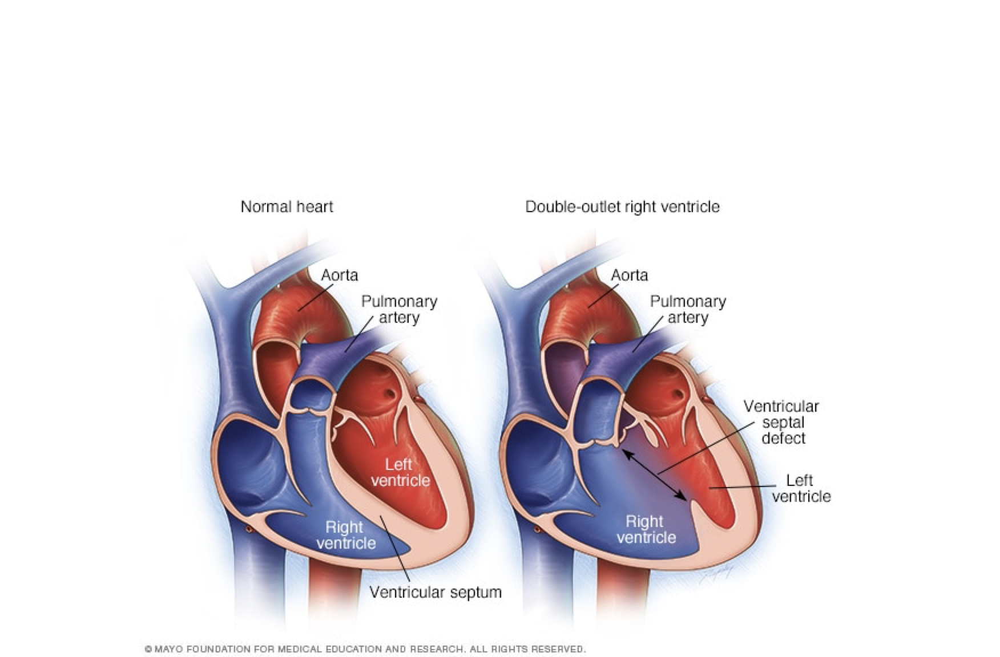 Normal heart
Aorta
Pulmonary
artery
Left
ventricle
Right
ventricle
Ventricular septum
Double-outlet right ventricle
Aorta
Pulmonary
artery
Ventricular
septal
defect
Left
ventricle
Right
ventricle
© MAYO FOUNDATION FOR MEDICAL EDUCATION AND RESEARCH. ALL RIGHTS RESERVED.